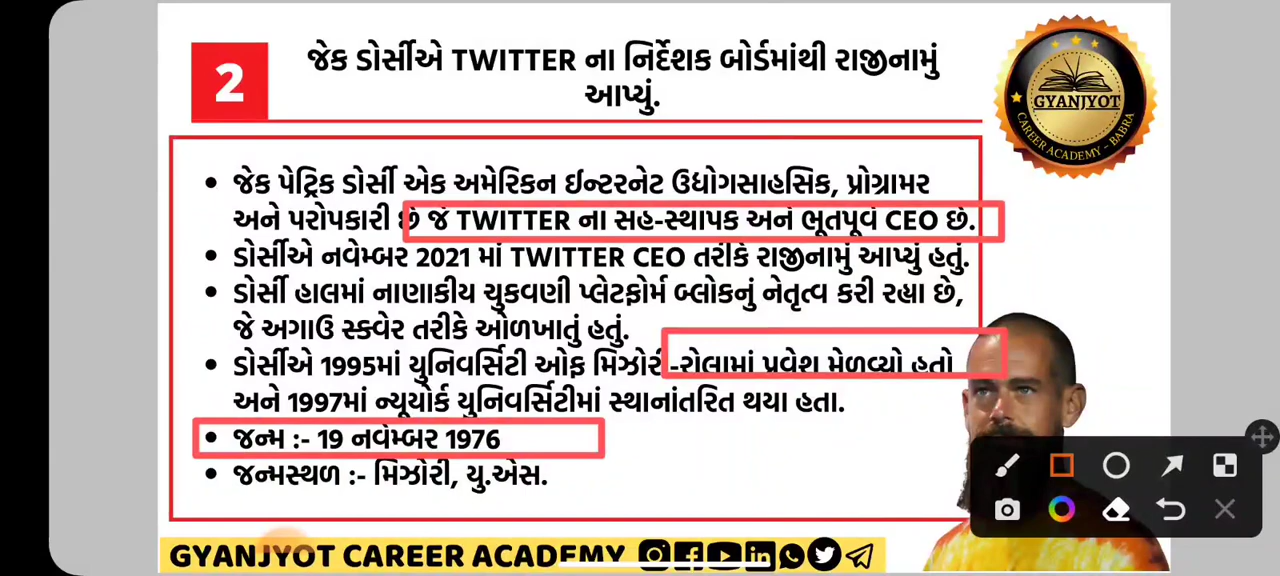 2
જેક ડોર્સીએ TWITTER ના નિર્દેશક બોર્ડમાંથી રાજીનામું
આપ્યું.
GYANJYOT
CAREER ACADEMY - BABRA
• જેક પેટ્રિક ડોર્સી એક અમેરિકન ઈન્ટરનેટ ઉદ્યોગસાહસિક, પ્રોગ્રામર
અને પરોપકારી છે જે TWITTER ના સહ-સ્થાપક અને ભૂતપૂર્વ CEO છે.
• ડોર્સીએ નવેમ્બર 2021 માં TWITTER CEO તરીકે રાજીનામું આપ્યું હતું.
• ડોર્સી હાલમાં નાણાકીય ચુકવણી પ્લેટફોર્મ બ્લોકનું નેતૃત્વ કરી રહ્યા છે,
જે અગાઉ સ્ક્વેર તરીકે ઓળખાતું હતું.
• ડોર્સીએ 1995માં યુનિવર્સિટી ઓફ મિઝોરી-રોલામાં પ્રવેશ મેળવ્યો હતો
અને 1997માં ન્યૂયોર્ક યુનિવર્સિટીમાં સ્થાનાંતરિત થયા હતા.
• જન્મ :- 19 નવેમ્બર 1976
• જન્મસ્થળ :- મિઝોરી, યુ.એસ.
GYANJYOT CAREER ACADEMY